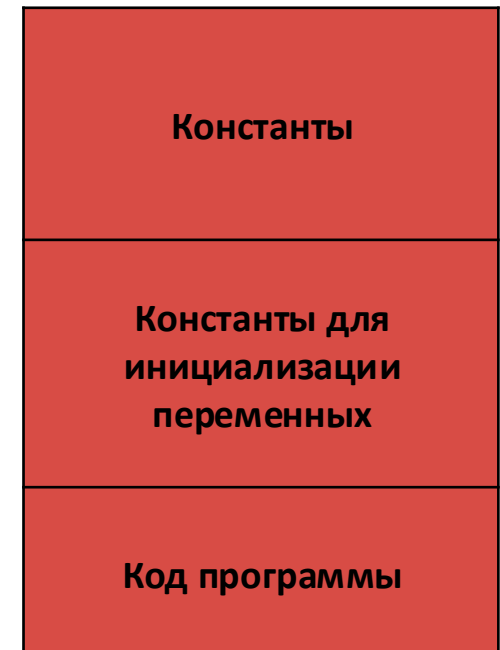 Константы
Константы для
инициализации
переменных
Код программы